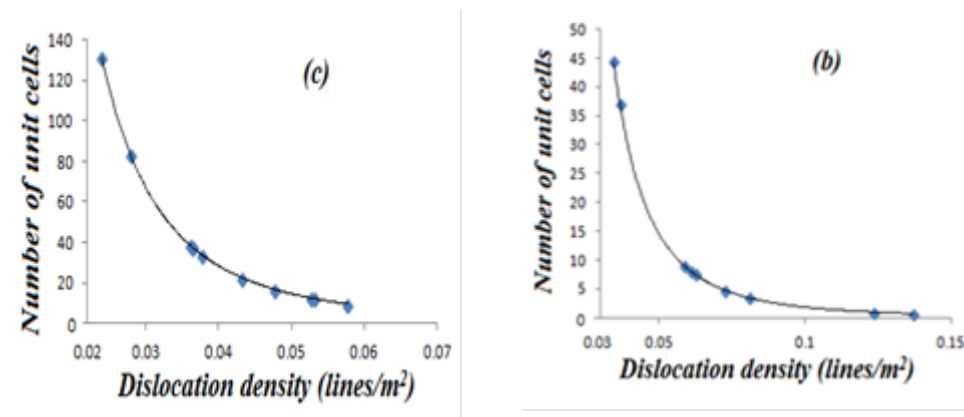 (c)
Number of unit cells
140
120
100
80
60
40
20
0
0.02 0.03 0.04 0.05 0.06 0.07
Dislocation density (lines/m²)
(b)
Number of unit cells
50
45
40
35
30
25
20
15
10
5
0
0.03 0.05 0.1 0.15
Dislocation density (lines/m²)